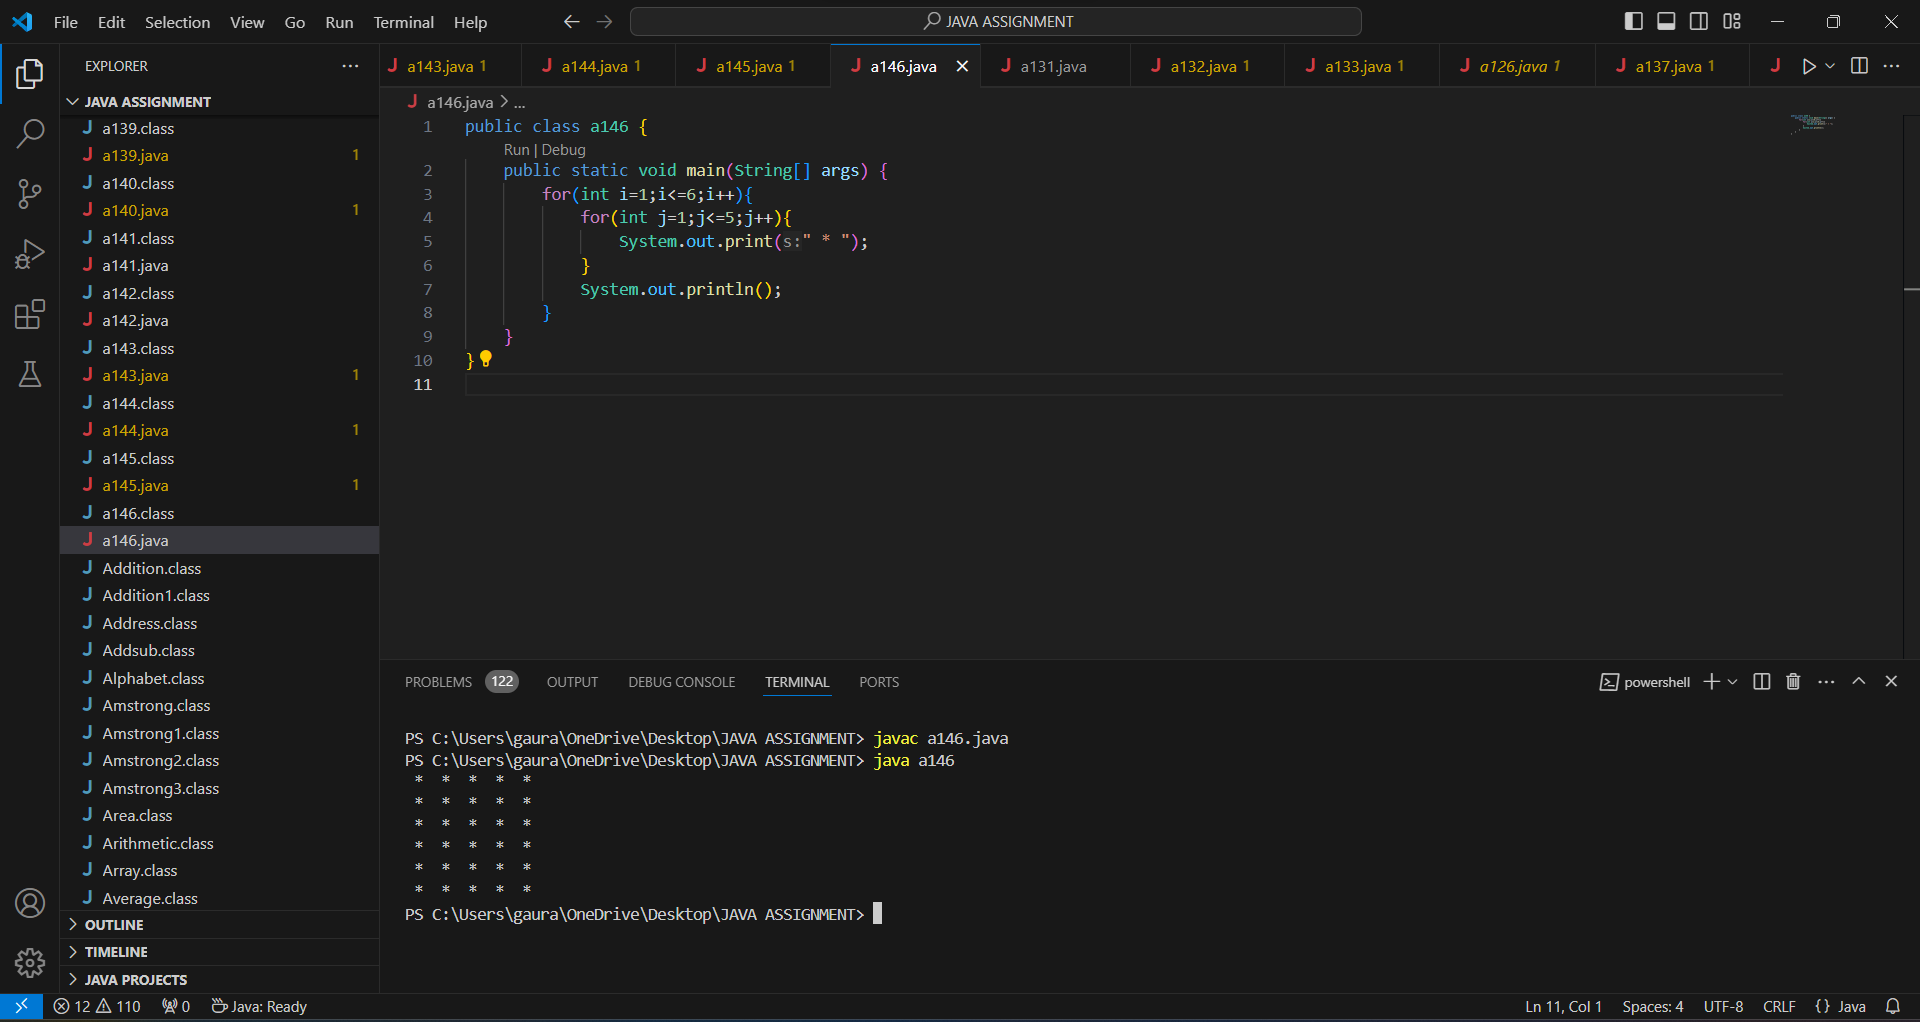 File Edit Selection View Go Run Terminal Help
JAVA ASSIGNMENT
EXPLORER
JAVA ASSIGNMENT
a139.class
a139.java 1
a140.class
a140.java 1
a141.class
a141.java
a142.class
a142.java
a143.class
a143.java 1
a144.class
a144.java 1
a145.class
a145.java 1
a146.class
a146.java
Addition.class
Addition1.class
Address.class
Addsub.class
Alphabet.class
Amstrong.class
Amstrong1.class
Amstrong2.class
Amstrong3.class
Area.class
Arithmetic.class
Array.class
Average.class
OUTLINE
TIMELINE
JAVA PROJECTS
a143.java 1 a144.java 1 a145.java 1 a146.java a131.java a132.java 1 a133.java 1 a126.java 1 a137.java 1
a146.java > ...
1 public class a146 {
Run | Debug
2 public static void main(String[] args) {
3 for(int i=1;i<=6;i++){
4 for(int j=1;j<=5;j++){
5 System.out.print(s:" * ");
6 }
7 System.out.println();
8 }
9 }
10 }
11
PROBLEMS 122 OUTPUT DEBUG CONSOLE TERMINAL PORTS
powershell
PS C:\Users\gaura\OneDrive\Desktop\JAVA ASSIGNMENT> javac a146.java
PS C:\Users\gaura\OneDrive\Desktop\JAVA ASSIGNMENT> java a146
* * * * *
* * * * *
* * * * *
* * * * *
* * * * *
* * * * *
PS C:\Users\gaura\OneDrive\Desktop\JAVA ASSIGNMENT>
12 110 0 Java: Ready
Ln 11, Col 1 Spaces: 4 UTF-8 CRLF {} Java